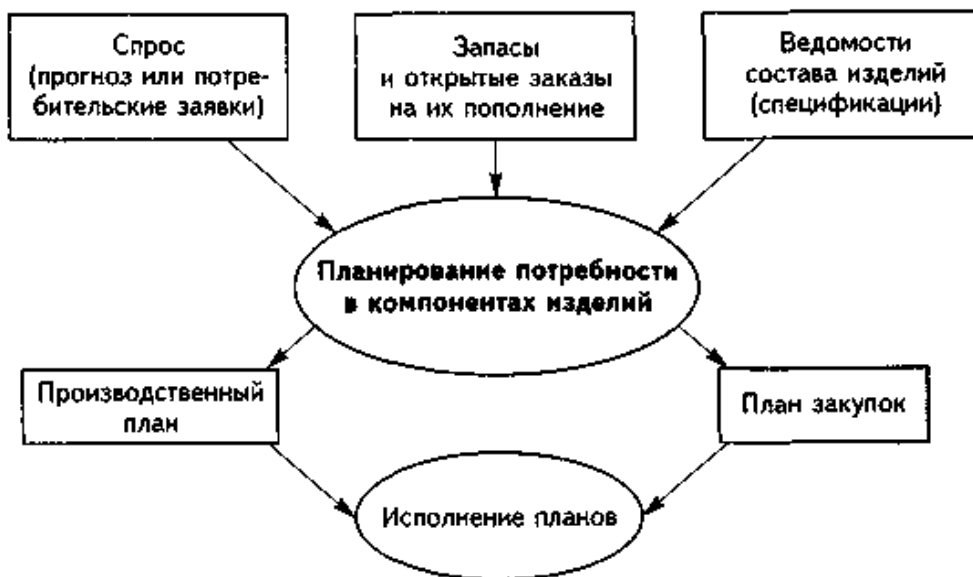 Спрос
(прогноз или потре-
бительские заявки)
Запасы
и открытые заказы
на их пополнение
Ведомости
состава изделий
(спецификации)
Планирование потребности
в компонентах изделий
Производственный
план
План закупок
Исполнение планов